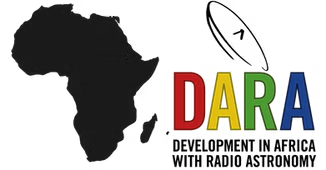 DARA
DEVELOPMENT IN AFRICA
WITH RADIO ASTRONOMY